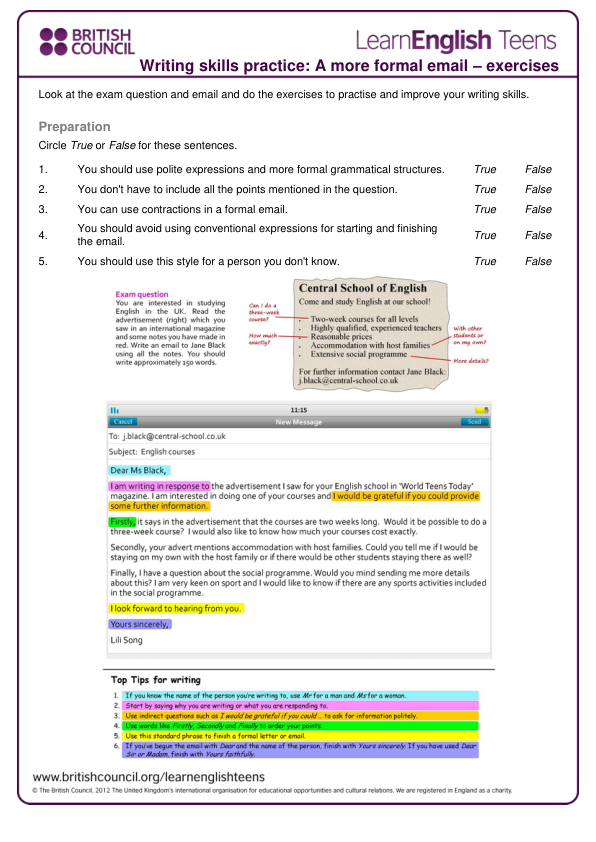 BRITISH
COUNCIL
LearnEnglish Teens
Writing skills practice: A more formal email – exercises
Look at the exam question and email and do the exercises to practise and improve your writing skills.
Preparation
Circle True or False for these sentences.
1. You should use polite expressions and more formal grammatical structures. True False
2. You don't have to include all the points mentioned in the question. True False
3. You can use contractions in a formal email. True False
4. You should avoid using conventional expressions for starting and finishing
the email. True False
5. You should use this style for a person you don't know. True False
Exam question
You are interested in studying
English in the UK. Read the
advertisement (right) which you
saw in an international magazine
and some notes you have made in
red. Write an email to Jane Black
using all the notes. You should
write approximately 150 words.
Can I do a
three-week
course?
How much
exactly?
Central School of English
Come and study English at our school!
· Two-week courses for all levels
· Highly qualified, experienced teachers
· Reasonable prices
· Accommodation with host families
· Extensive social programme
For further information contact Jane Black:
j.black@central-school.co.uk
With other
students or
on my own?
More details?
11:15
Cancel New Message Send
To: j.black@central-school.co.uk
Subject: English courses
Dear Ms Black,
I am writing in response to the advertisement I saw for your English school in 'World Teens Today'
magazine. I am interested in doing one of your courses and I would be grateful if you could provide
some further information.
Firstly, it says in the advertisement that the courses are two weeks long. Would it be possible to do a
three-week course? I would also like to know how much your courses cost exactly.
Secondly, your advert mentions accommodation with host families. Could you tell me if I would be
staying on my own with the host family or if there would be other students staying there as well?
Finally, I have a question about the social programme. Would you mind sending me more details
about this? I am very keen on sport and I would like to know if there are any sports activities included
in the social programme.
I look forward to hearing from you.
Yours sincerely,
Lili Song
Top Tips for writing
1. If you know the name of the person you're writing to, use Mr for a man and Ms for a woman.
2. Start by saying why you are writing or what you are responding to.
3. Use indirect questions such as I would be grateful if you could ... to ask for information politely.
4. Use words like Firstly, Secondly and Finally to order your points.
5. Use this standard phrase to finish a formal letter or email.
6. If you've begun the email with Dear and the name of the person, finish with Yours sincerely. If you have used Dear
Sir or Madam, finish with Yours faithfully.
www.britishcouncil.org/learnenglishteens
© The British Council, 2012 The United Kingdom's international organisation for educational opportunities and cultural relations. We are registered in England as a charity.